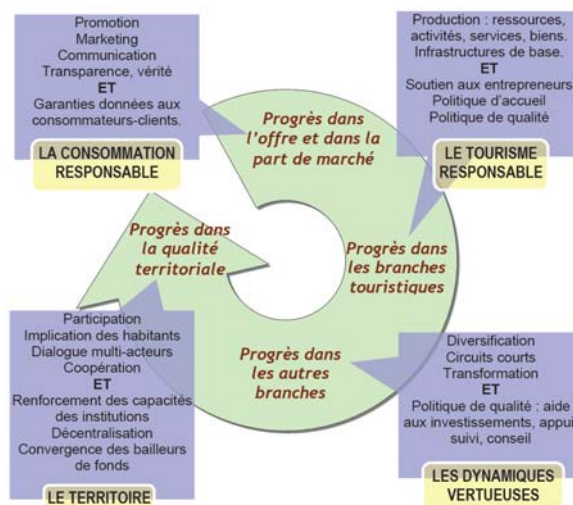 Promotion
Marketing
Communication
Transparence, vérité
ET
Garanties données aux
consommateurs-clients.
LA CONSOMMATION
RESPONSABLE
Production : ressources,
activités, services, biens.
Infrastructures de base.
ET
Soutien aux entrepreneurs
Politique d'accueil
Politique de qualité
LE TOURISME
RESPONSABLE
Progrès dans
l'offre et dans la
part de marché
Progrès dans
la qualité
territoriale
Progrès dans
les branches
touristiques
Progrès dans
les autres
branches
Participation
Implication des habitants
Dialogue multi-acteurs
Coopération
ET
Renforcement des capacités
des institutions
Décentralisation
Convergence des bailleurs
de fonds
LE TERRITOIRE
Diversification
Circuits courts
Transformation
ET
Politique de qualité : aide
aux investissements, appui
suivi, conseil
LES DYNAMIQUES
VERTUEUSES